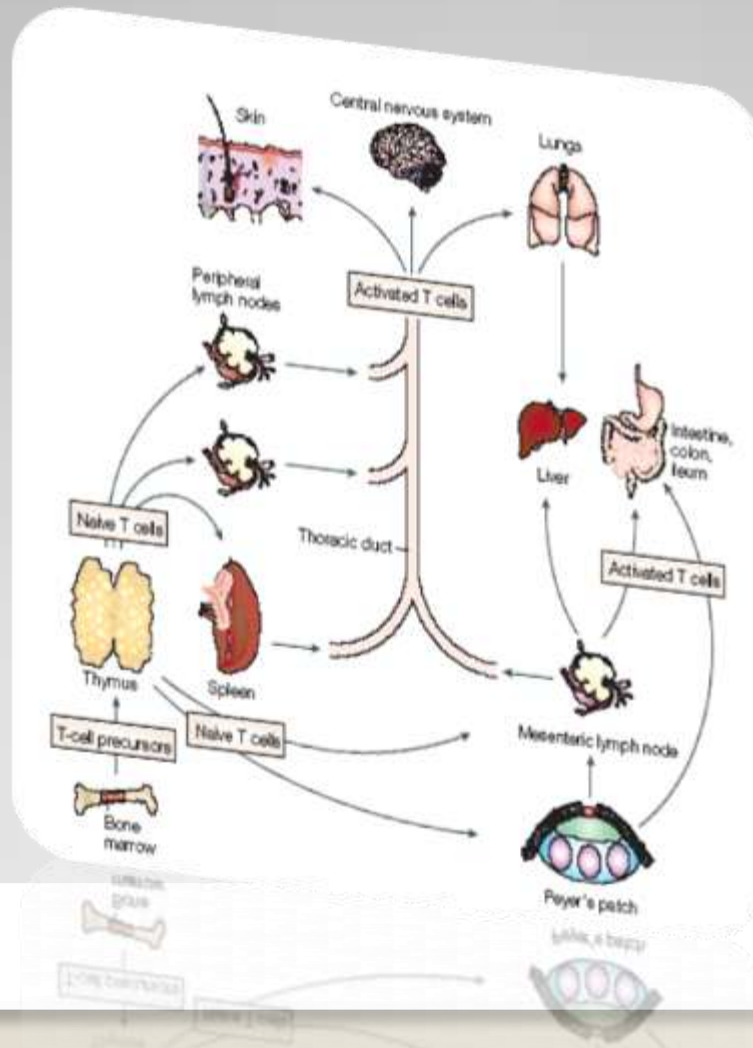 Central nervous system
Skin
Lungs
Activated T cells
Peripheral
lymph nodes
Intestine,
colon,
ileum
Liver
Naive T cells
Thoracic duct
Activated T cells
Thymus
Spleen
T-cell precursors
Naive T cells
Mesenteric lymph node
Bone
marrow
Peyer's patch